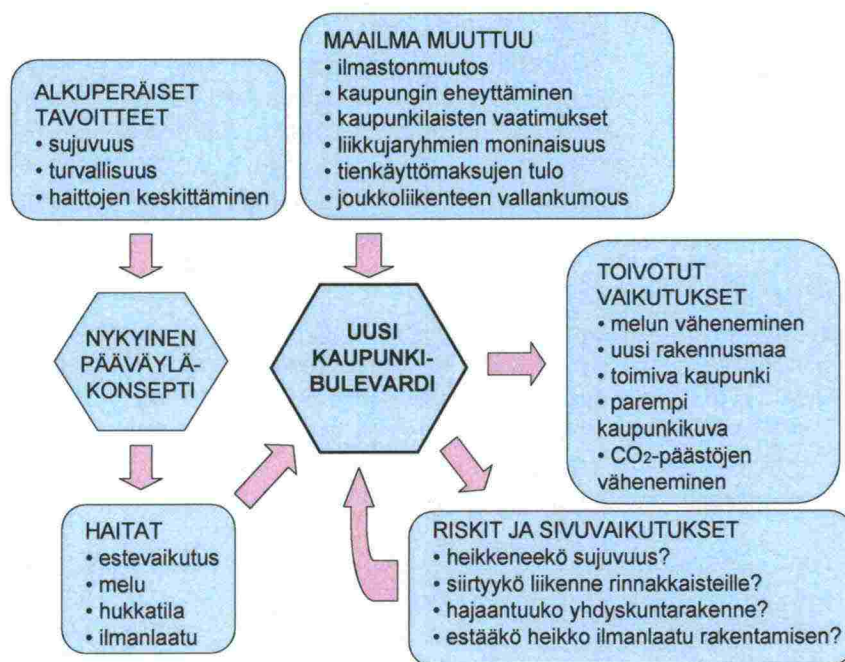 ALKUPERÄISET
TAVOITTEET
• sujuvuus
• turvallisuus
• haittojen keskittäminen
MAAILMA MUUTTUU
• ilmastonmuutos
• kaupungin eheyttäminen
• kaupunkilaisten vaatimukset
• liikkujaryhmien moninaisuus
• tienkäyttömaksujen tulo
• joukkoliikenteen vallankumous
NYKYINEN
PÄÄVÄYLÄ-
KONSEPTI
UUSI
KAUPUNKI-
BULEVARDI
TOIVOTUT
VAIKUTUKSET
• melun väheneminen
• uusi rakennusmaa
• toimiva kaupunki
• parempi
kaupunkikuva
• CO2-päästöjen
väheneminen
HAITAT
• estevaikutus
• melu
• hukkatila
• ilmanlaatu
RISKIT JA SIVUVAIKUTUKSET
• heikkeneekö sujuvuus?
• siirtyykö liikenne rinnakkaisteille?
• hajaantuuko yhdyskuntarakenne?
• estääkö heikko ilmanlaatu rakentamisen?